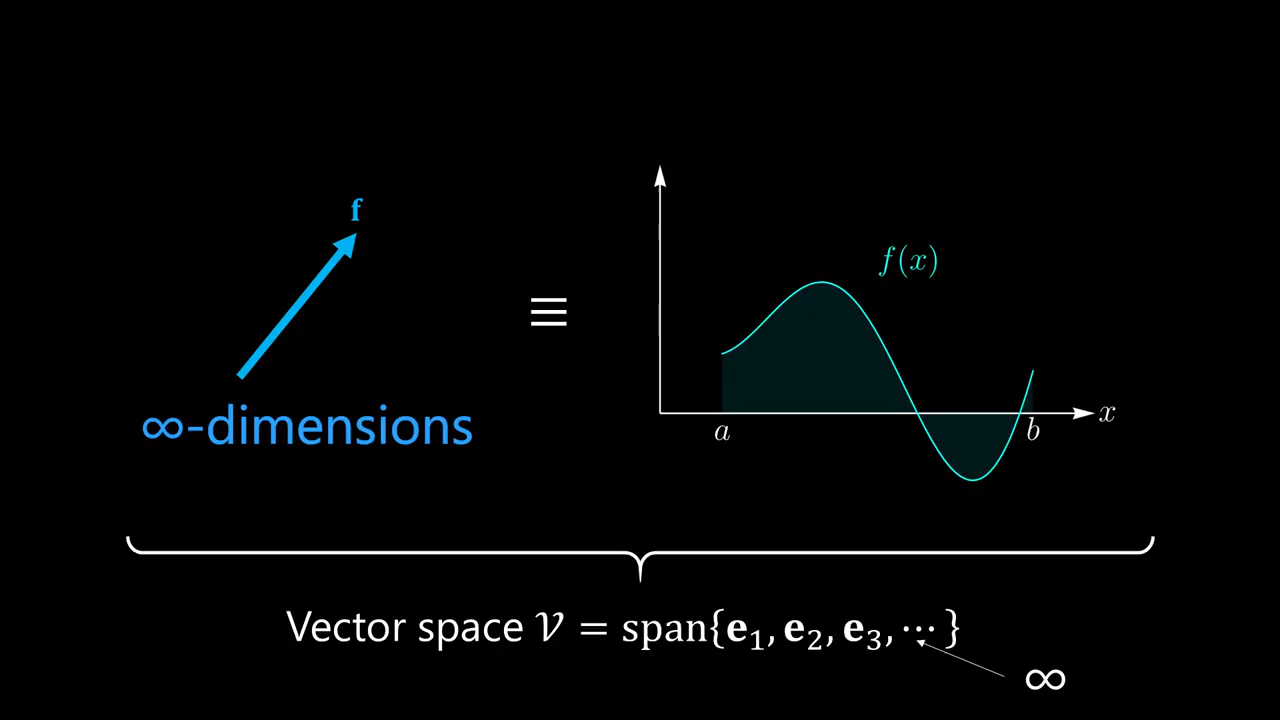 f
f(x)
≡
x
a
b
∞-dimensions
Vector space 𝒱 = span{𝐞₁, 𝐞₂, 𝐞₃, ⋯}
∞